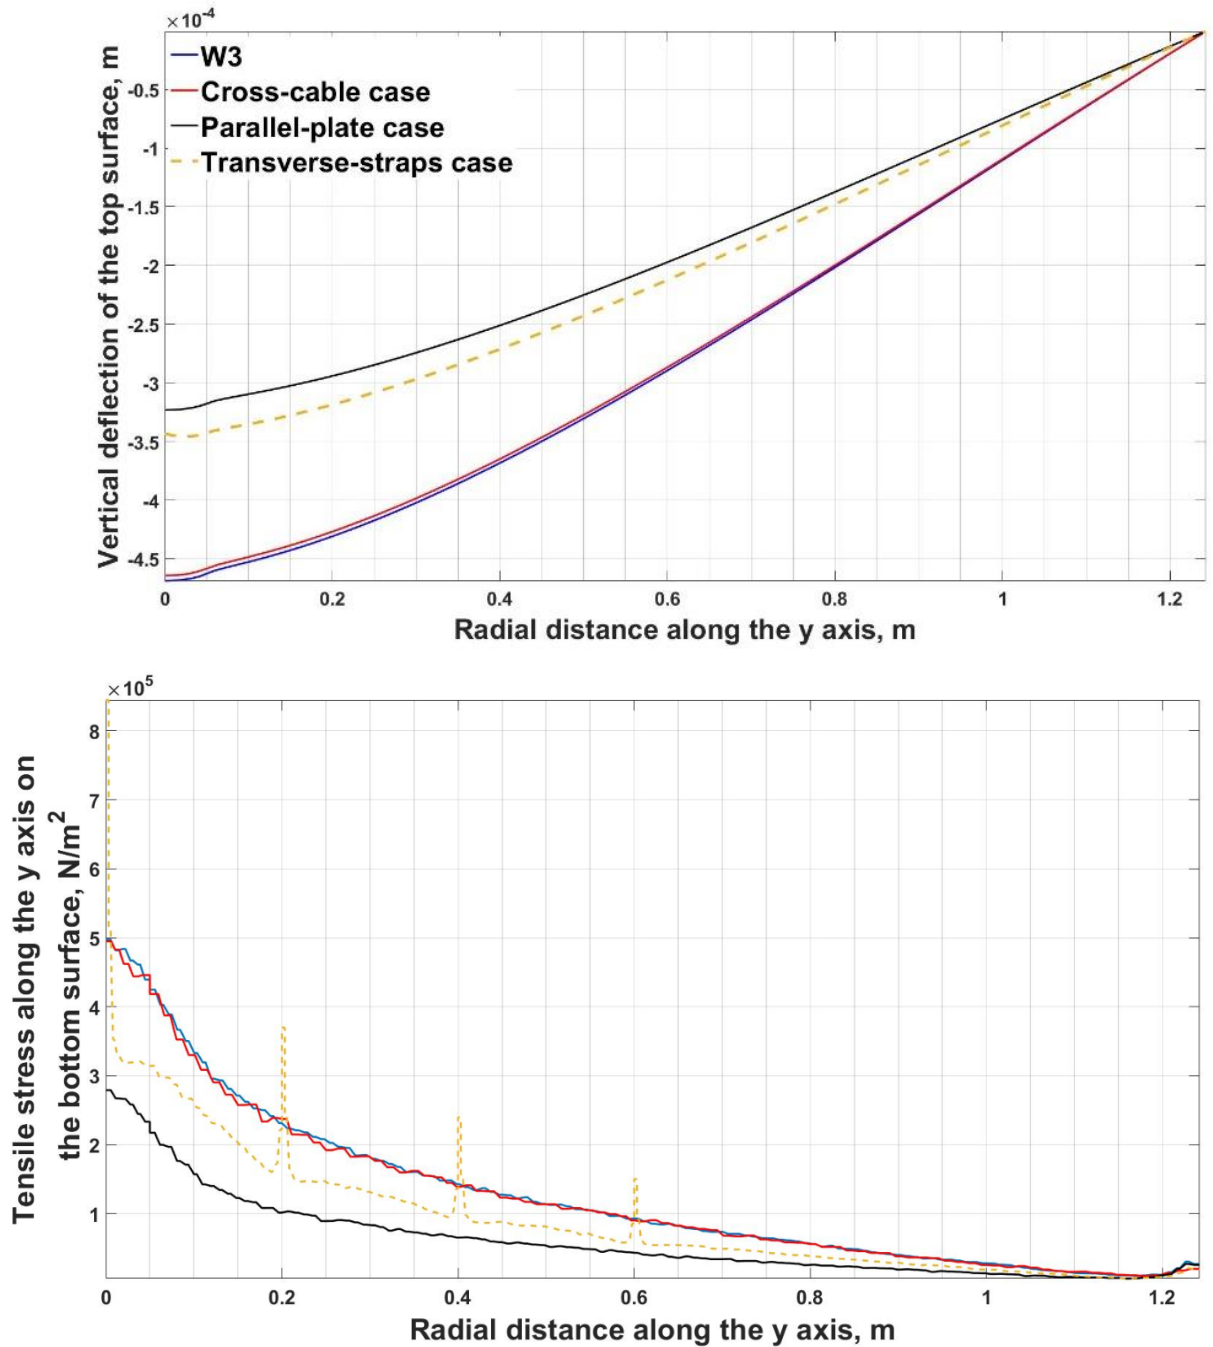 ×10-4
W3
Cross-cable case
Parallel-plate case
Transverse-straps case
Vertical deflection of the top surface, m
-0.5
-1
-1.5
-2
-2.5
-3
-3.5
-4
-4.5
0 0.2 0.4 0.6 0.8 1 1.2
Radial distance along the y axis, m
×10^5
Tensile stress along the y axis on
the bottom surface, N/m^2
8
7
6
5
4
3
2
1
0 0.2 0.4 0.6 0.8 1 1.2
Radial distance along the y axis, m